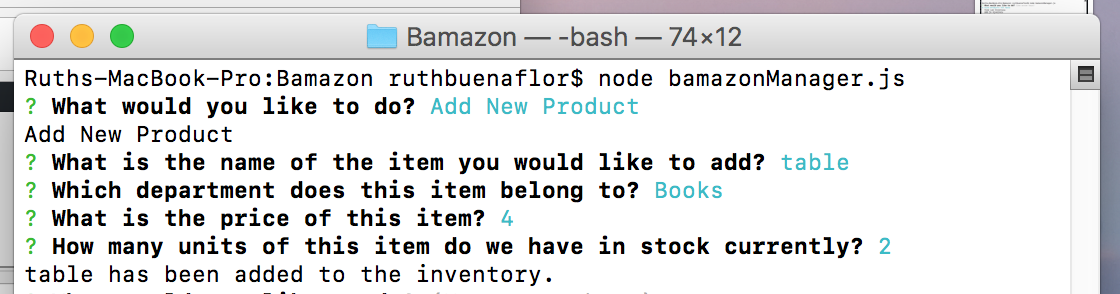 Bamazon — -bash — 74×12
Ruths-MacBook-Pro:Bamazon ruthbuenaflor$ node bamazonManager.js
? What would you like to do? Add New Product
Add New Product
? What is the name of the item you would like to add? table
? Which department does this item belong to? Books
? What is the price of this item? 4
? How many units of this item do we have in stock currently? 2
table has been added to the inventory.